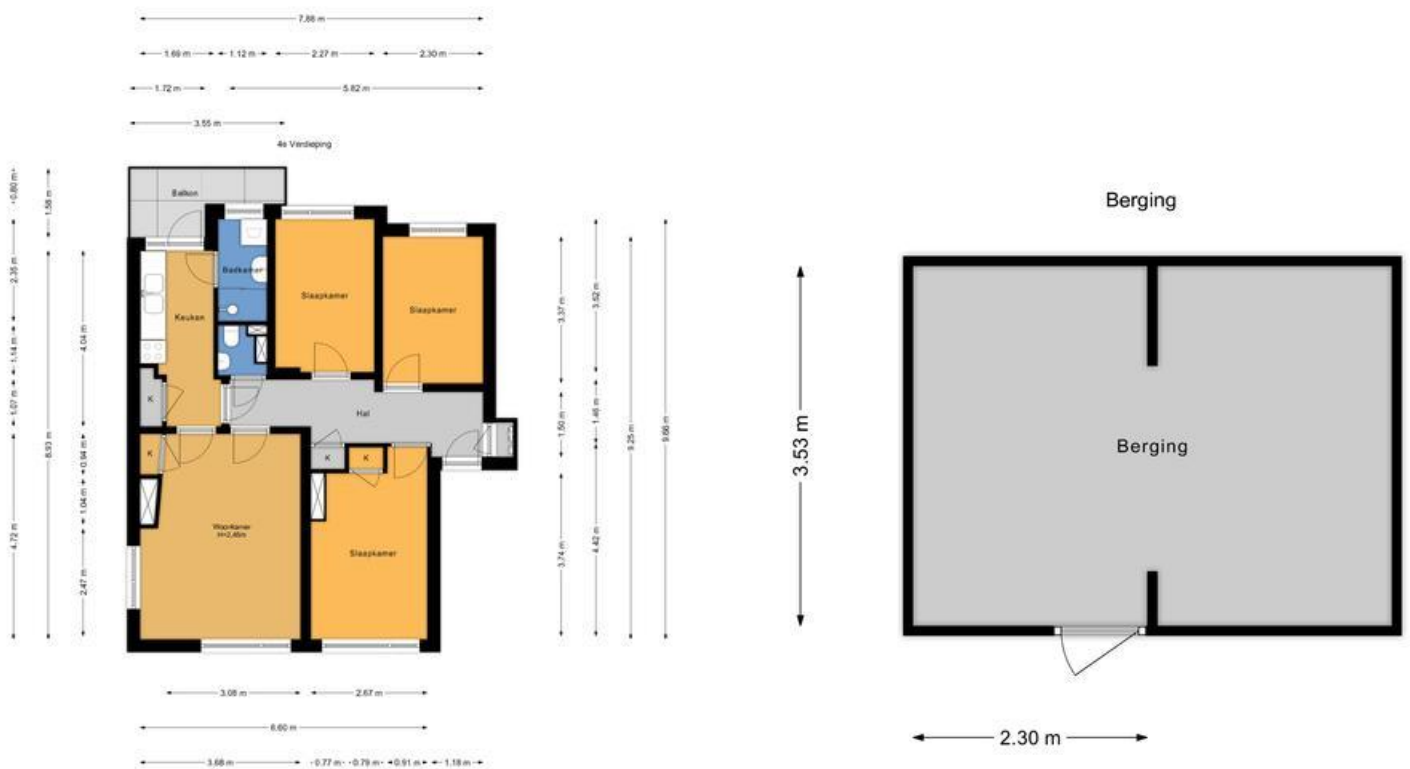 7.88 m
1.69 m
1.12 m
2.27 m
2.30 m
1.72 m
5.82 m
3.55 m
4e Verdieping
Balkon
Badkamer
Slaapkamer
Slaapkamer
Keuken
K
Hal
K
K
K
Woonkamer
H=2,46m
Slaapkamer
0.80 m
1.58 m
2.35 m
4.04 m
1.14 m
1.07 m
8.93 m
0.94 m
1.04 m
4.72 m
2.47 m
3.52 m
3.37 m
1.46 m
1.50 m
9.25 m
9.66 m
4.42 m
3.74 m
3.08 m
2.67 m
6.60 m
3.68 m
0.77 m
0.79 m
0.91 m
1.18 m
Berging
3.53 m
Berging
2.30 m